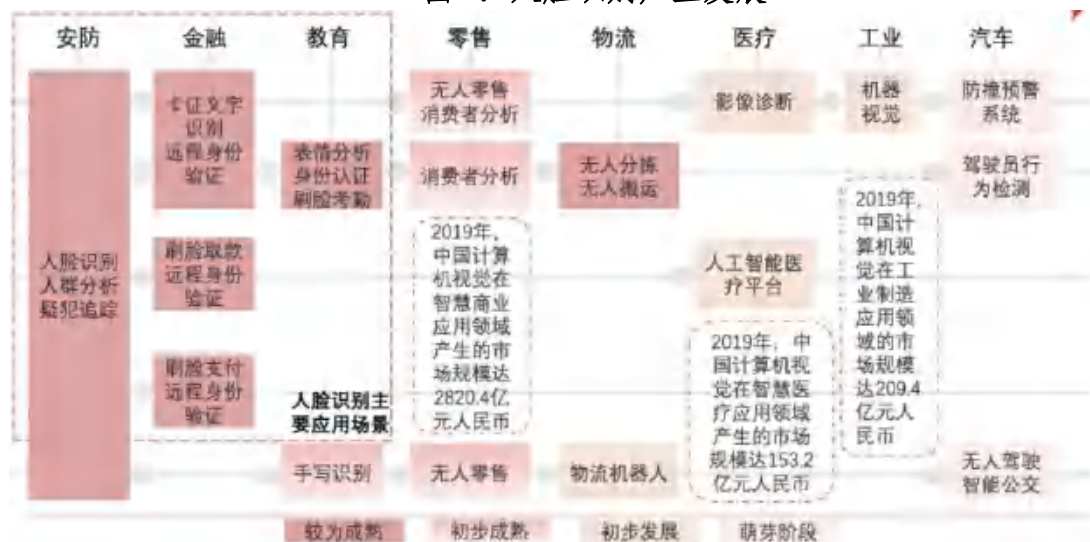 安防 金融 教育 零售 物流 医疗 工业 汽车
人脸识别
人群分析
疑犯追踪
卡证文字
识别
远程身份
验证
刷脸取款
远程身份
验证
刷脸支付
远程身份
验证
表情分析
身份认证
刷脸考勤
人脸识别主
要应用场景
手写识别
无人零售
消费者分析
消费者分析
2019年，
中国计算
机视觉在
智慧商业
应用领域
产生的市
场规模达
2820.4亿
元人民币
无人零售
无人分拣
无人搬运
物流机器人
影像诊断
人工智能医
疗平台
2019年，中
国计算机视
觉在智慧医
疗应用领域
产生的市场
规模达153.2
亿元人民币
机器
视觉
2019年，
中国计
算机视
觉在工
业制造
应用领
域的市
场规模
达209.4
亿元人
民币
防撞预警
系统
驾驶员行
为检测
无人驾驶
智能公交
较为成熟 初步成熟 初步发展 萌芽阶段